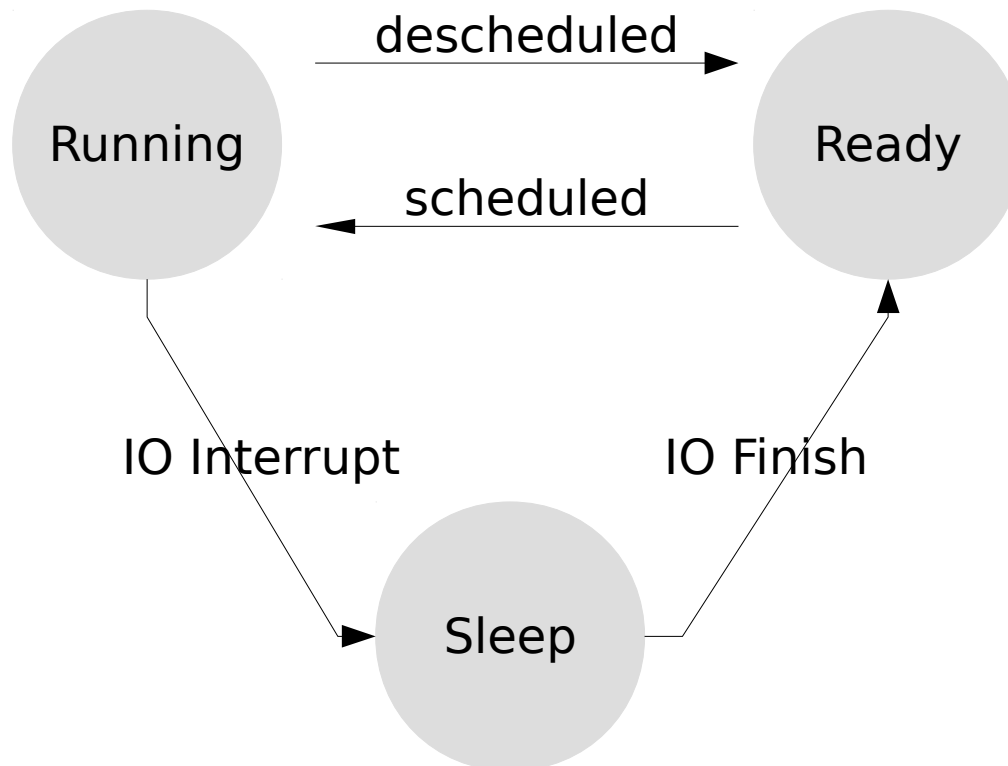 descheduled
Running
Ready
scheduled
IO Interrupt
IO Finish
Sleep